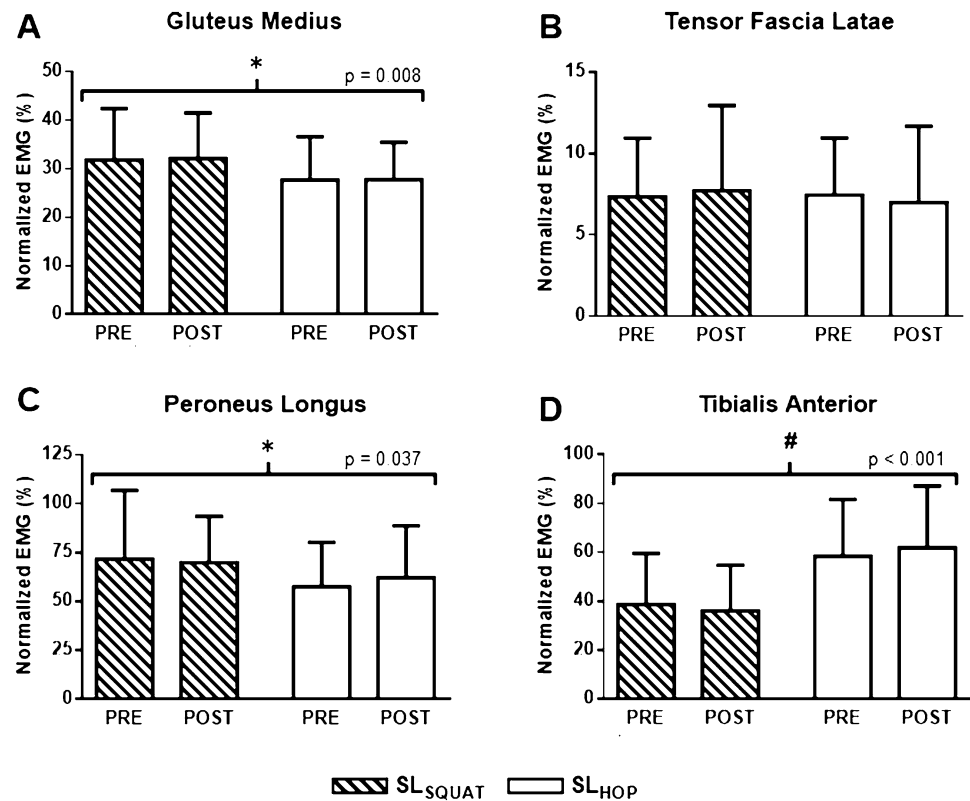 A Gluteus Medius
* p = 0.008
Normalized EMG (%)
50
40
30
20
10
0
PRE POST PRE POST
B Tensor Fascia Latae
Normalized EMG (%)
15
10
5
0
PRE POST PRE POST
C Peroneus Longus
* p = 0.037
Normalized EMG (%)
125
100
75
50
25
0
PRE POST PRE POST
D Tibialis Anterior
# p < 0.001
Normalized EMG (%)
100
80
60
40
20
0
PRE POST PRE POST
SLSQUAT SLHOP